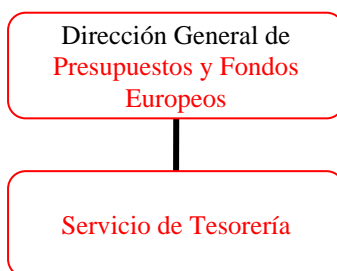 Dirección General de
Presupuestos y Fondos
Europeos
Servicio de Tesorería